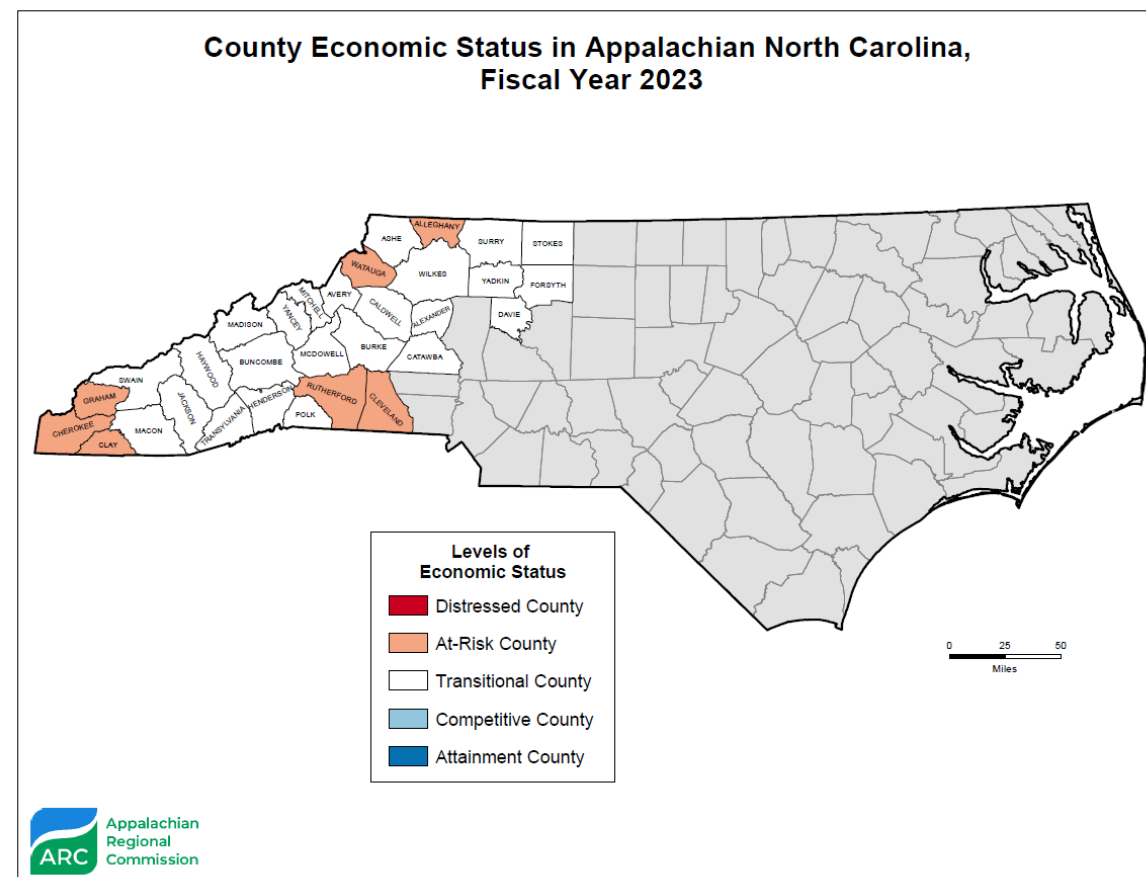 County Economic Status in Appalachian North Carolina,
Fiscal Year 2023
ALLEGHANY
ASHE
SURRY
STOKES
WATAUGA
WILKES
YADKIN
FORSYTH
MITCHELL
AVERY
YANCEY
CALDWELL
ALEXANDER
DAVIE
MADISON
HAYWOOD
BUNCOMBE
MCDOWELL
BURKE
CATAWBA
SWAIN
GRAHAM
JACKSON
HENDERSON
RUTHERFORD
CLEVELAND
TRANSYLVANIA
POLK
CHEROKEE
MACON
CLAY
Levels of
Economic Status
Distressed County
At-Risk County
Transitional County
Competitive County
Attainment County
0 25 50
Miles
ARC
Appalachian
Regional
Commission